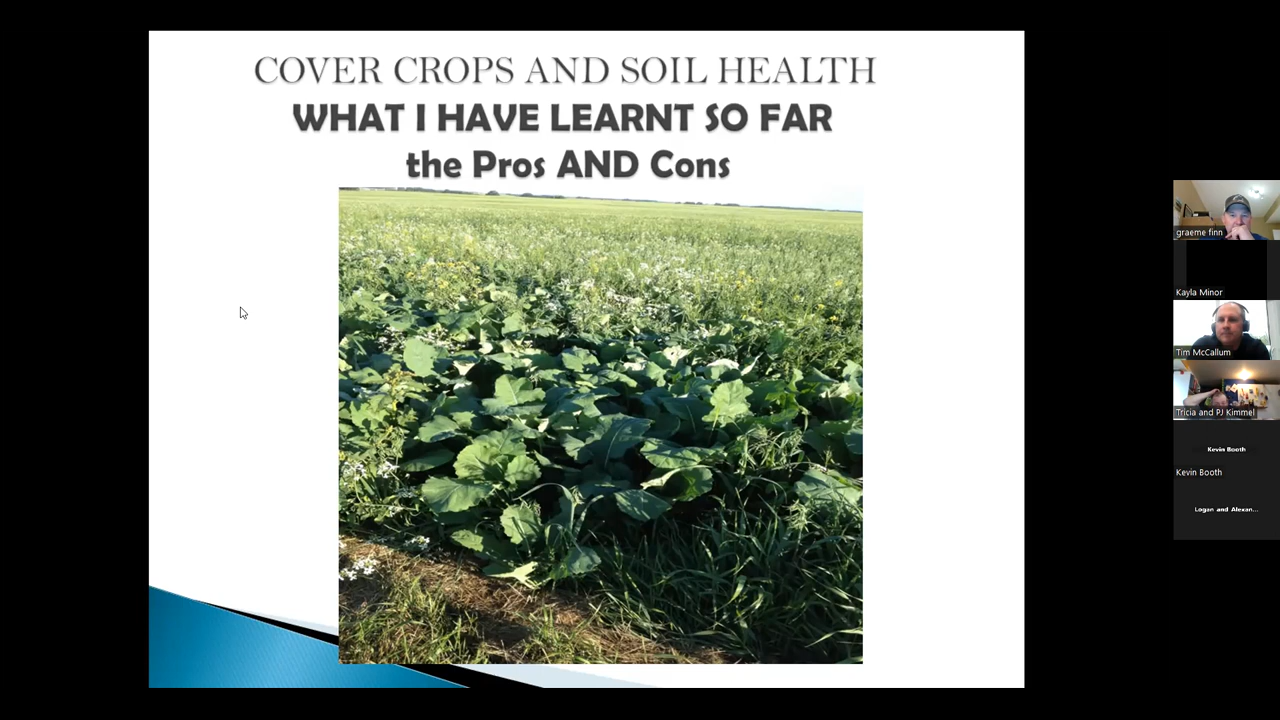 COVER CROPS AND SOIL HEALTH
WHAT I HAVE LEARNT SO FAR
the Pros AND Cons
graeme finn
Kayla Minor
Tim McCallum
Tricia and PJ Kimmel
Kevin Booth
Kevin Booth
Logan and Alexan...